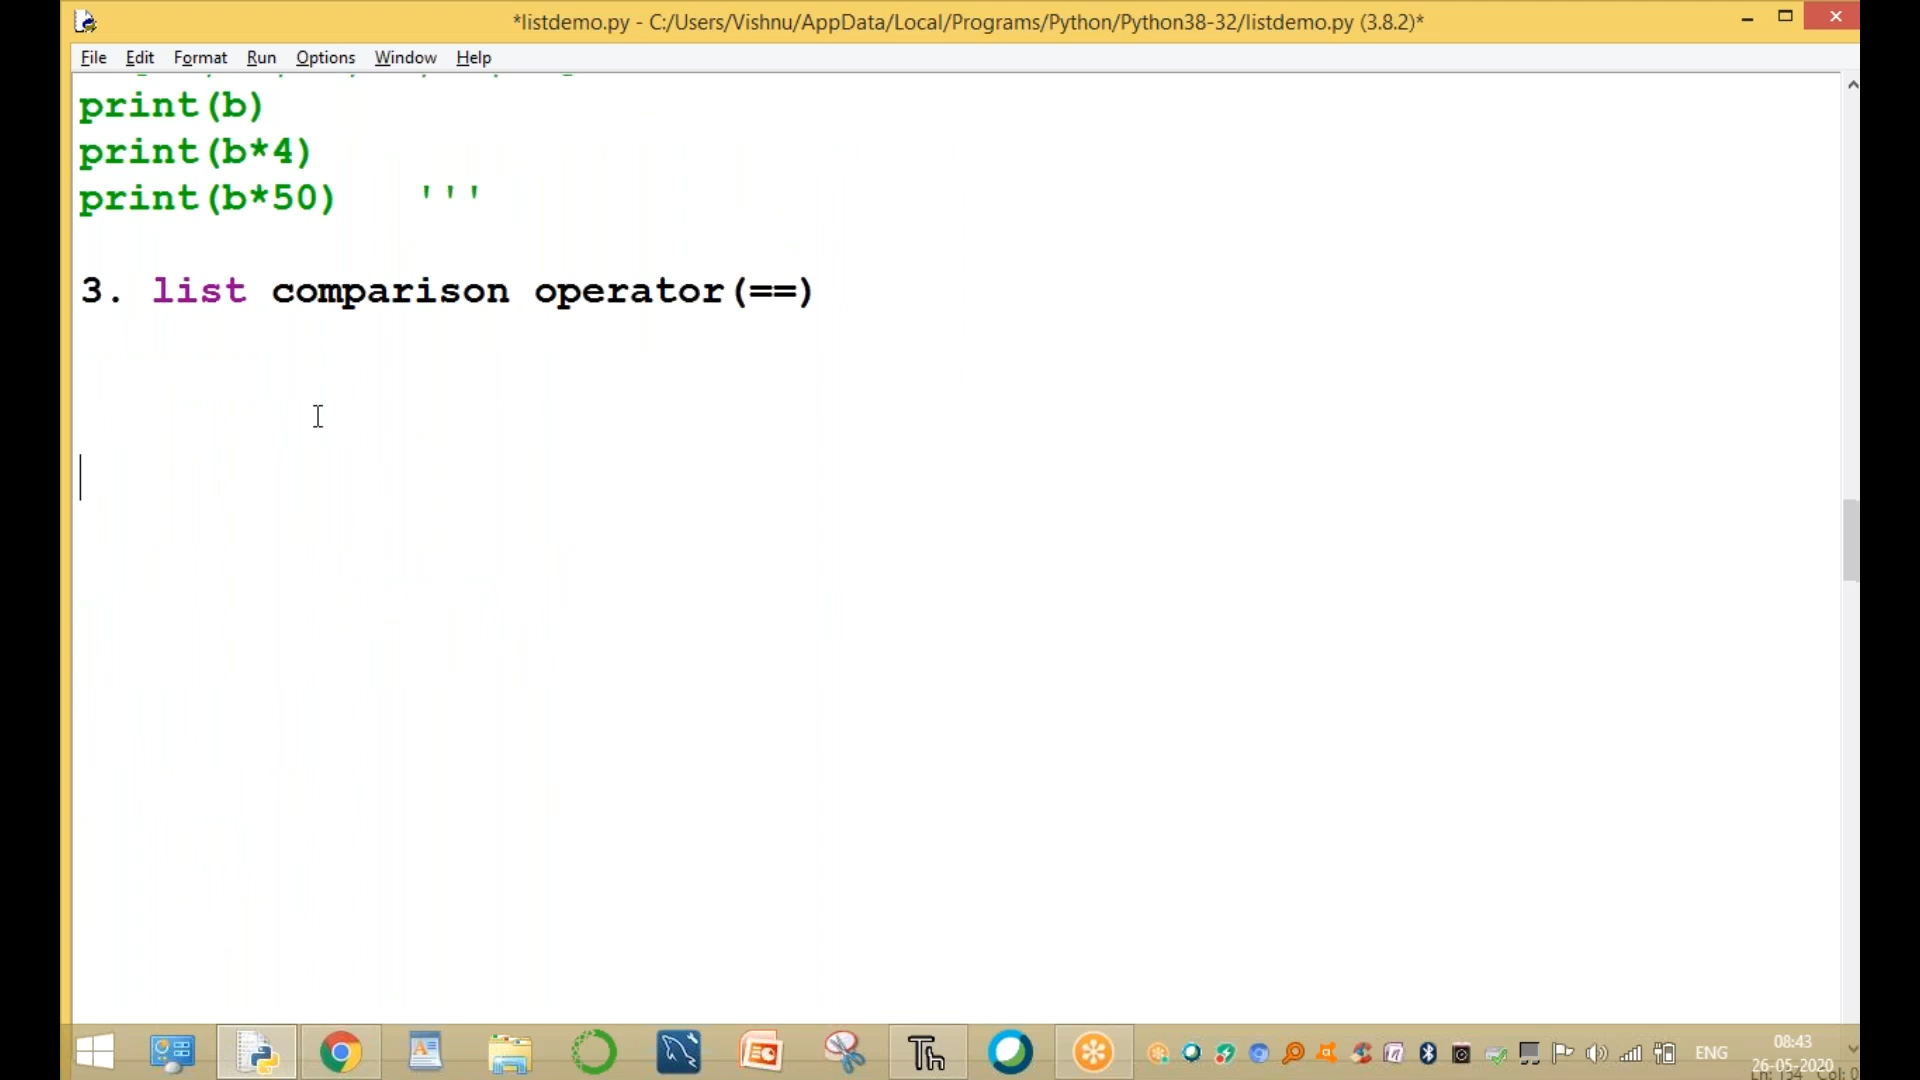 *listdemo.py - C:/Users/Vishnu/AppData/Local/Programs/Python/Python38-32/listdemo.py (3.8.2)*
File Edit Format Run Options Window Help
print(b)
print(b*4)
print(b*50) '''
3. list comparison operator(==)
Th
ENG
08:43
26-05-2020